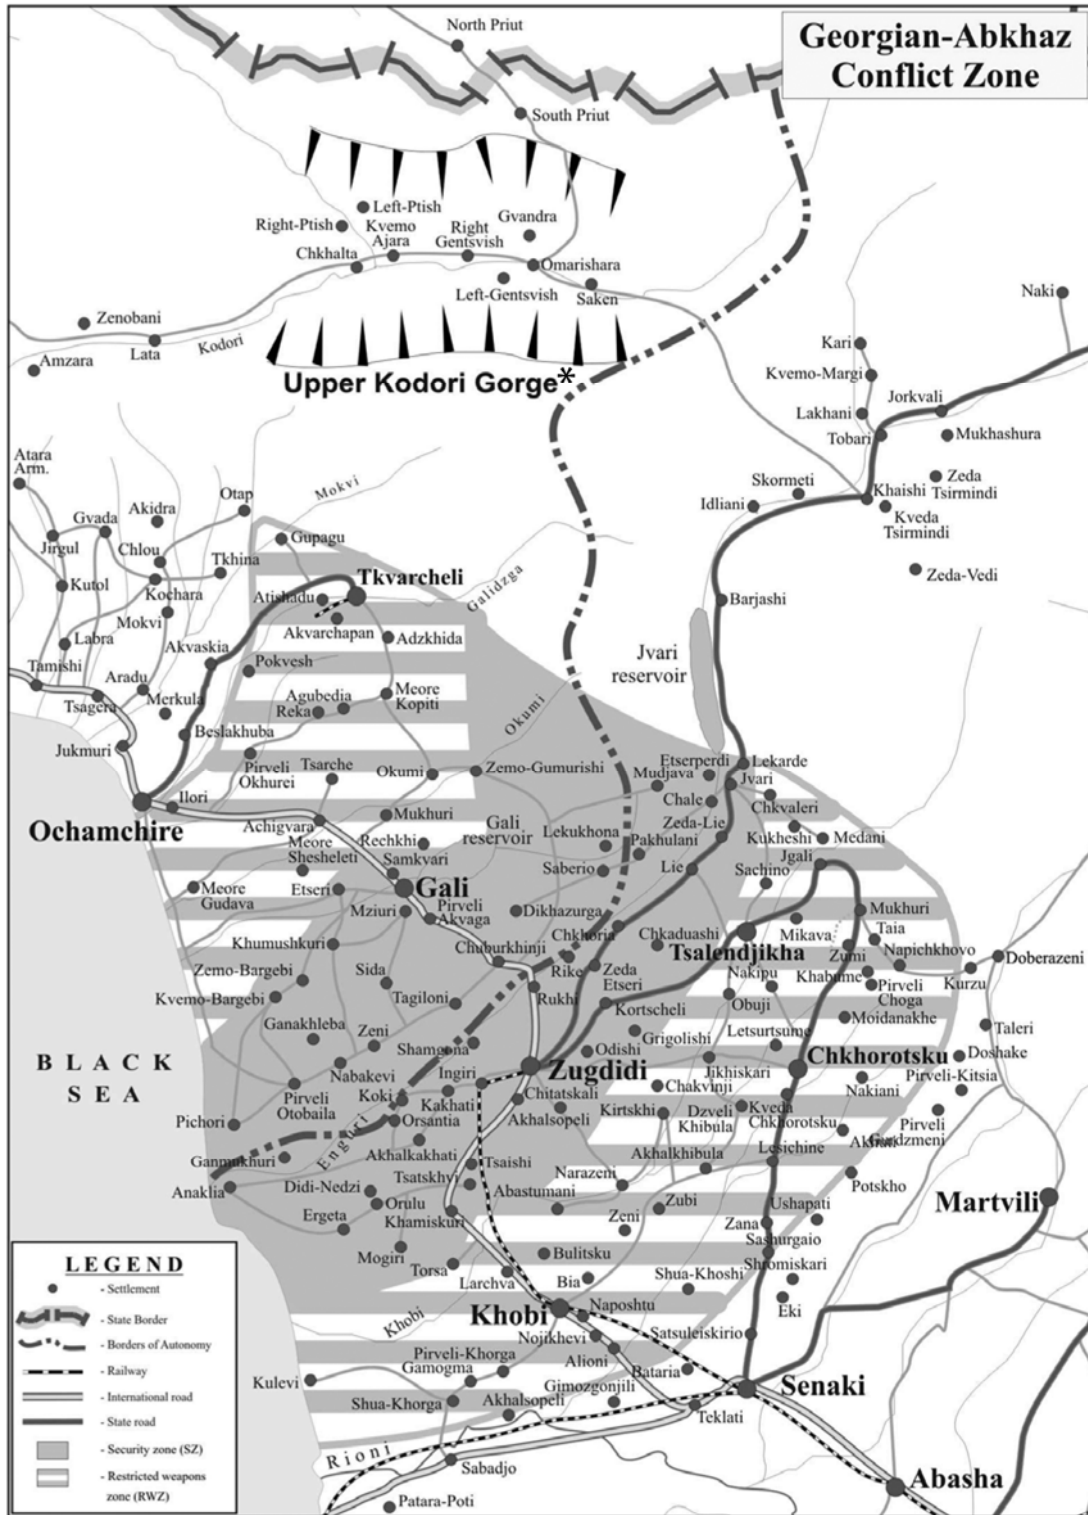 Georgian-Abkhaz
Conflict Zone
North Priut
South Priut
Left-Ptish
Right-Ptish
Kvemo
Ajara
Right
Gentsvish
Gvandra
Chkhalta
Omarishara
Left-Gentsvish
Saken
Naki
Zenobani
Lata
Kodori
Amzara
Kari
Kvemo-Margi
Upper Kodori Gorge*
Jorkvali
Lakhani
Tobari
Mukhashura
Atara
Arm.
Zeda
Tsirmindi
Skormeti
Khaishi
Idliani
Kveda
Tsirmindi
Mokvi
Otap
Akidra
Gvada
Jirgul
Chlou
Gupagu
Tkhina
Zeda-Vedi
Kutol
Kochara
Tkvarcheli
Atishadu
Galidzga
Barjashi
Mokvi
Akvarchapan
Adzkhida
Labra
Akvaskia
Jvari
reservoir
Tamishi
Pokvesh
Aradu
Tsagera
Merkula
Agubedia
Reka
Meore
Kopiti
Okumi
Beslakhuba
Jukmuri
Pirveli
Okhurei
Tsarche
Okumi
Zemo-Gumurishi
Etserperdi
Mudjava
Lekarde
Jvari
Chale
Chkvaleri
Ilori
Ochamchire
Achigvara
Mukhuri
Gali
reservoir
Lekukhona
Zeda-Lie
Kukheshi
Medani
Rechkhi
Meore
Shesheleti
Samkvari
Pakhulani
Jgali
Saberio
Lie
Sachino
Meore
Gudava
Etseri
Gali
Mziuri
Pirveli
Akvaga
Dikhazurga
Mukhuri
Chkhoria
Chkaduashi
Mikava
Taia
Khumushkuri
Chuburkhinji
Tsalendjikha
Zumi
Napichkhovo
Doberazeni
Zemo-Bargebi
Sida
Rike
Zeda
Etseri
Nakipu
Khabume
Kurzu
Kvemo-Bargebi
Tagiloni
Rukhi
Kortscheli
Obuji
Pirveli
Choga
Ganakhleba
Zeni
Grigolishi
Letsurtsume
Moidanakhe
Taleri
BLACK
SEA
Shamgona
Odishi
Chkhorotsku
Doshake
Nabakevi
Ingiri
Zugdidi
Jikhiskari
Nakiani
Pirveli-Kitsia
Pirveli
Otobaila
Koki
Kakhati
Chitatskali
Chakvinji
Pichori
Orsantia
Akhalsopeli
Kirtskhi
Dzveli
Khibula
Kveda
Chkhorotsku
Pirveli
Gurdzmeni
Enguri
Akhalkakhati
Akhalkhibula
Lesichine
Ganmukhuri
Tsaishi
Anaklia
Didi-Nedzi
Tsatskhvi
Abastumani
Narazeni
Potskho
Orulu
Zubi
Ushapati
Martvili
Ergeta
Khamiskuri
Zeni
Zana
Sashurgaio
Mogiri
Bulitsku
Shromiskari
Torsa
Larchva
Bia
Shua-Khoshi
Eki
Khobi
Khobi
Naposhtu
Nojikhevi
Satsuleiskirio
Pirveli-Khorga
Gamogma
Alioni
Bataria
Kulevi
Shua-Khorga
Akhalsopeli
Gimozgonjili
Senaki
Teklati
Rioni
Sabadjo
Abasha
Patara-Poti
LEGEND
- Settlement
- State Border
- Borders of Autonomy
- Railway
- International road
- State road
- Security zone (SZ)
- Restricted weapons
zone (RWZ)